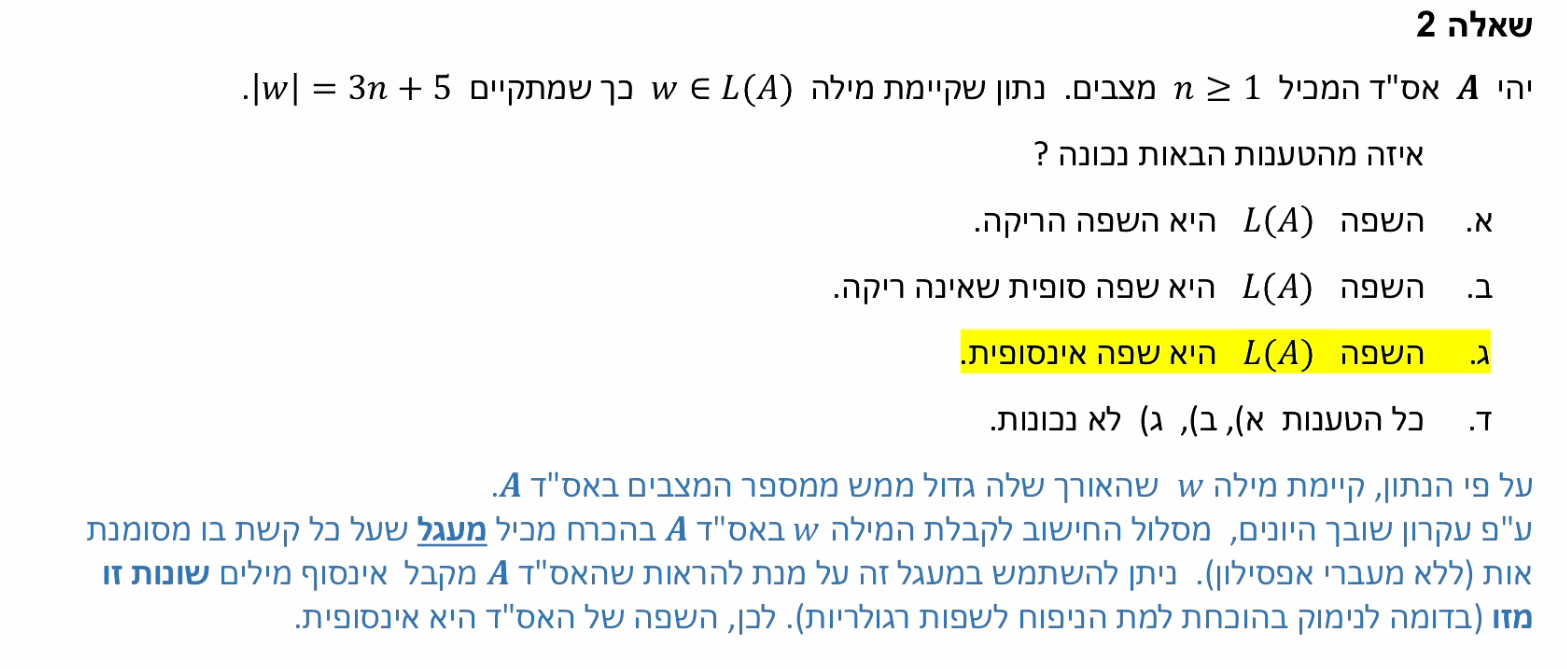 שאלה 2
יהי A אס"ד המכיל n ≥ 1 מצבים. נתון שקיימת מילה w ∈ L(A) כך שמתקיים |w| = 3n + 5.
איזה מהטענות הבאות נכונה ?
א. השפה L(A) היא השפה הריקה.
ב. השפה L(A) היא שפה סופית שאינה ריקה.
ג. השפה L(A) היא שפה אינסופית.
ד. כל הטענות א), ב), ג) לא נכונות.
על פי הנתון, קיימת מילה w שהאורך שלה גדול ממש ממספר המצבים באס"ד A.
ע"פ עקרון שובך היונים, מסלול החישוב לקבלת המילה w באס"ד A בהכרח מכיל מעגל שעל כל קשת בו מסומנת
אות (ללא מעברי אפסילון). ניתן להשתמש במעגל זה על מנת להראות שהאס"ד A מקבל אינסוף מילים שונות זו
מזו (בדומה לנימוק בהוכחת למת הניפוח לשפות רגולריות). לכן, השפה של האס"ד היא אינסופית.